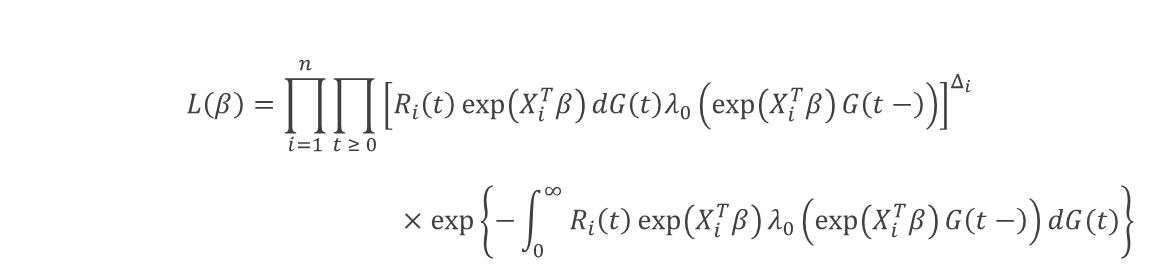 L(β) = ∏_{i=1}^{n} ∏_{t ≥ 0} [R_i(t) exp(X_i^T β) dG(t)λ_0 (exp(X_i^T β) G(t −))]^{Δ_i}
× exp {− ∫_0^∞ R_i(t) exp(X_i^T β) λ_0 (exp(X_i^T β) G(t −)) dG(t)}